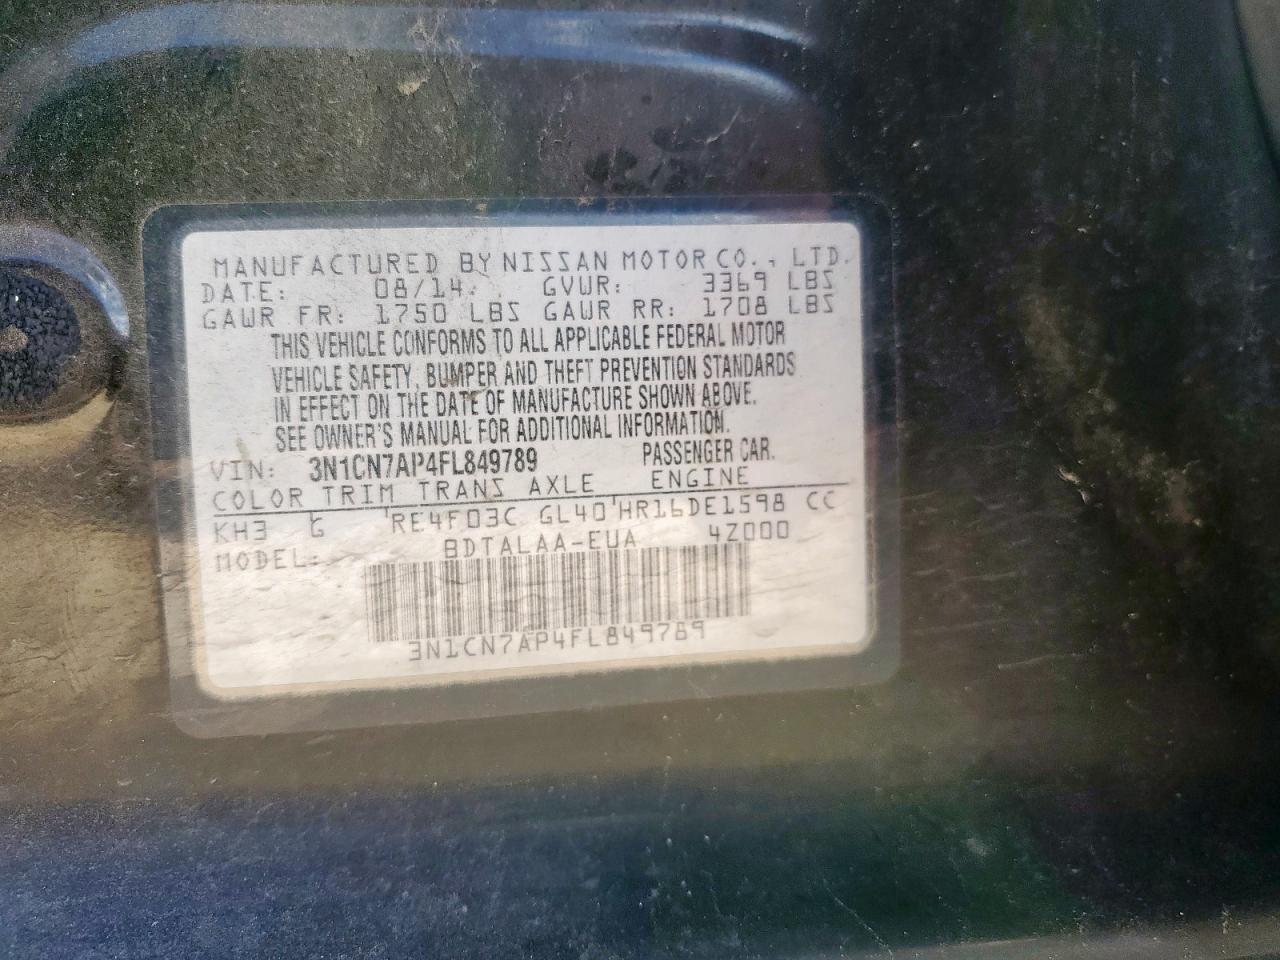 MANUFACTURED BY NISSAN MOTOR CO., LTD.
DATE: 08/14 GVWR: 3369 LBS
GAWR FR: 1750 LBS GAWR RR: 1708 LBS
THIS VEHICLE CONFORMS TO ALL APPLICABLE FEDERAL MOTOR
VEHICLE SAFETY, BUMPER AND THEFT PREVENTION STANDARDS
IN EFFECT ON THE DATE OF MANUFACTURE SHOWN ABOVE.
SEE OWNER'S MANUAL FOR ADDITIONAL INFORMATION.
VIN: 3N1CN7AP4FL849789 PASSENGER CAR.
COLOR TRIM TRANS AXLE ENGINE
KH3 G RE4F03C GL40 HR16DE1598 CC
MODEL: BDTALAA-EUA 4Z000
3N1CN7AP4FL849789